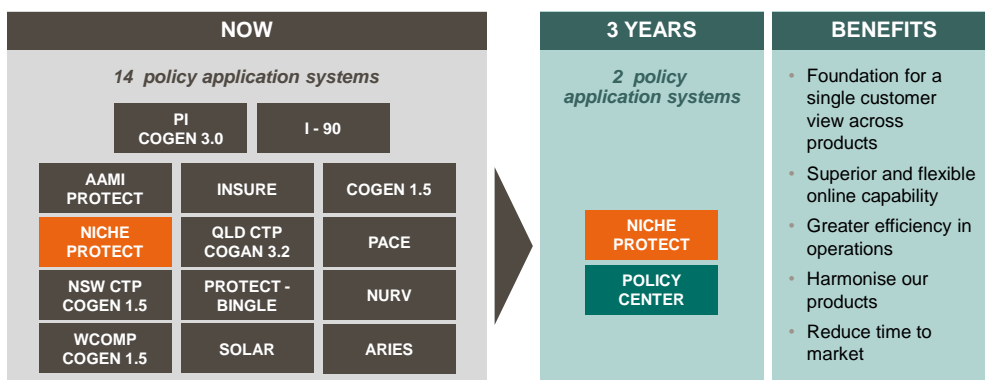 NOW
14 policy application systems
PI
COGEN 3.0
I - 90
AAMI
PROTECT
INSURE
COGEN 1.5
NICHE
PROTECT
QLD CTP
COGAN 3.2
PACE
NSW CTP
COGEN 1.5
PROTECT -
BINGLE
NURV
WCOMP
COGEN 1.5
SOLAR
ARIES
3 YEARS
2 policy
application systems
NICHE
PROTECT
POLICY
CENTER
BENEFITS
• Foundation for a
single customer
view across
products
• Superior and flexible
online capability
• Greater efficiency in
operations
• Harmonise our
products
• Reduce time to
market